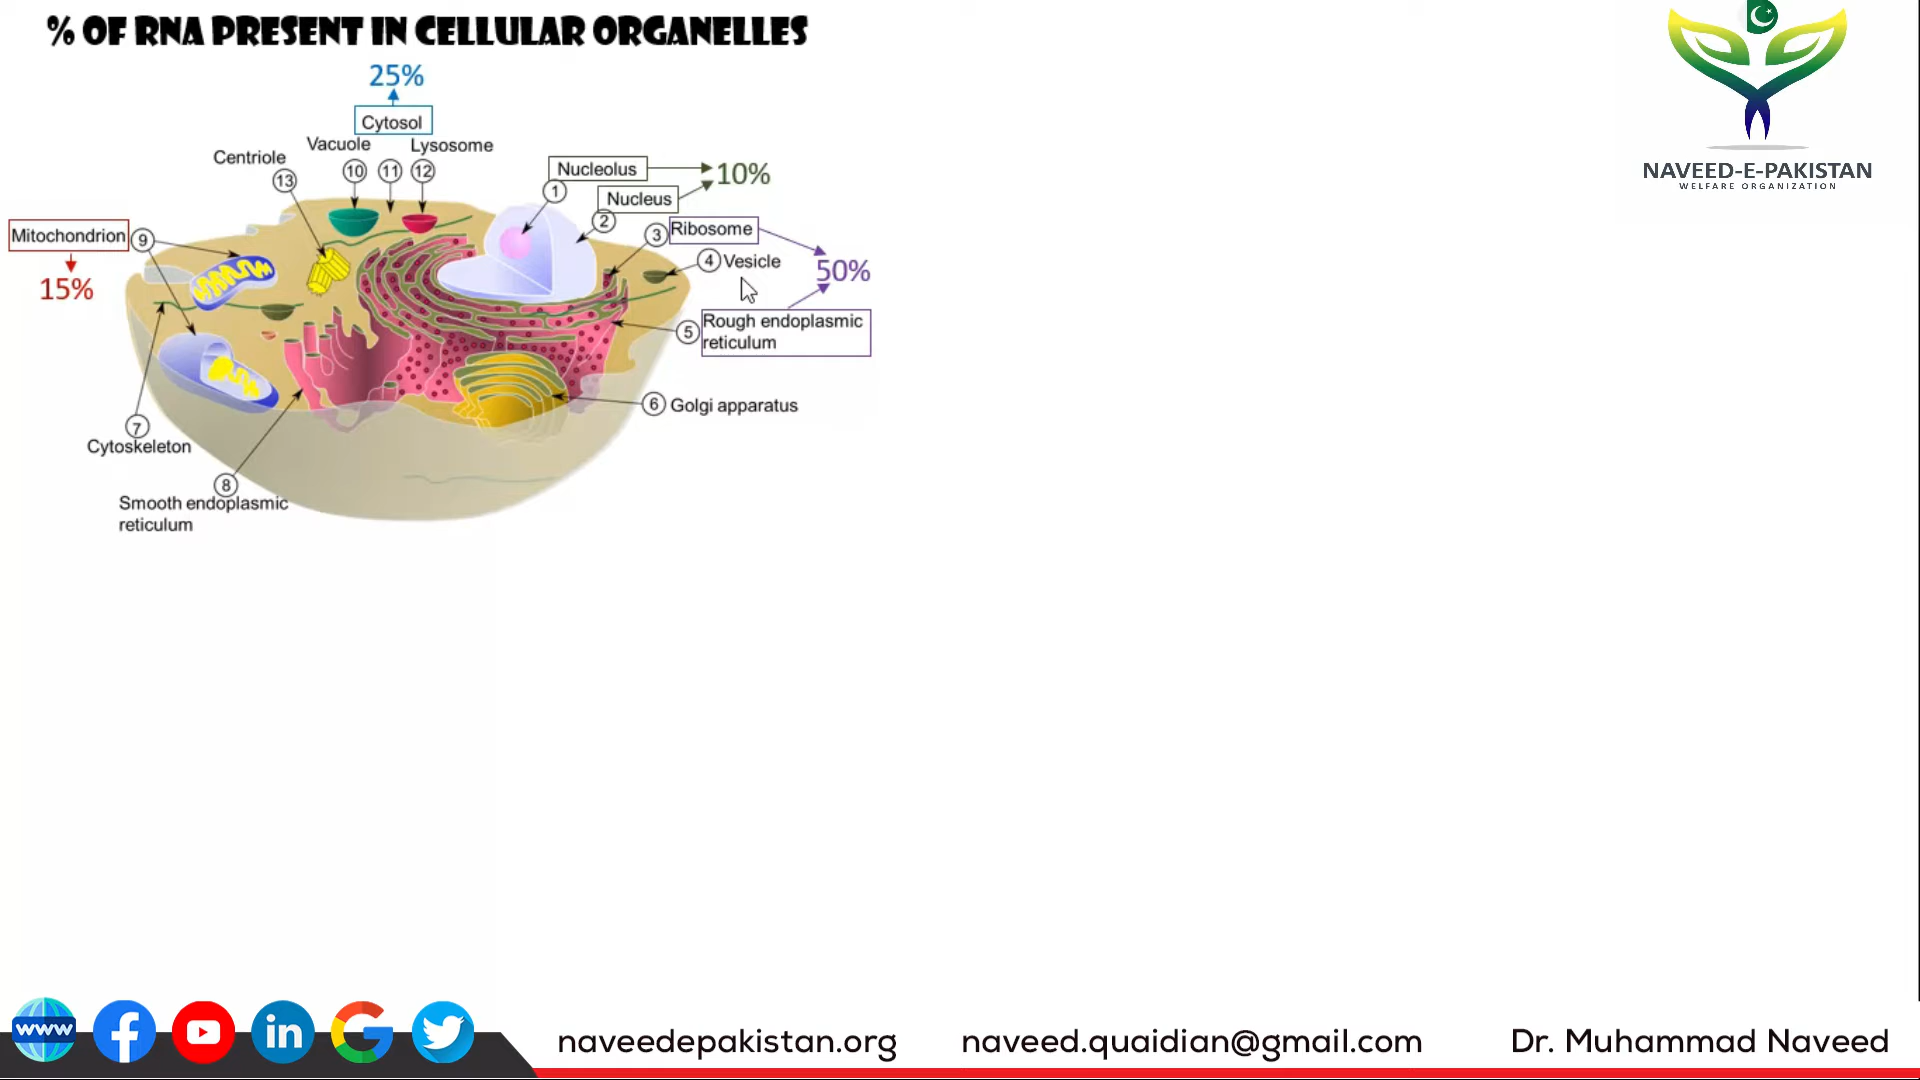 % OF RNA PRESENT IN CELLULAR ORGANELLES
25%
Cytosol
Vacuole
Lysosome
Centriole
10
11
12
13
Nucleolus
10%
1
Nucleus
2
Ribosome
3
Mitochondrion
9
4
Vesicle
50%
15%
Rough endoplasmic
reticulum
5
6
Golgi apparatus
7
Cytoskeleton
8
Smooth endoplasmic
reticulum
NAVEED-E-PAKISTAN
WELFARE ORGANIZATION
www
f
in
G
naveedepakistan.org
naveed.quaidian@gmail.com
Dr. Muhammad Naveed